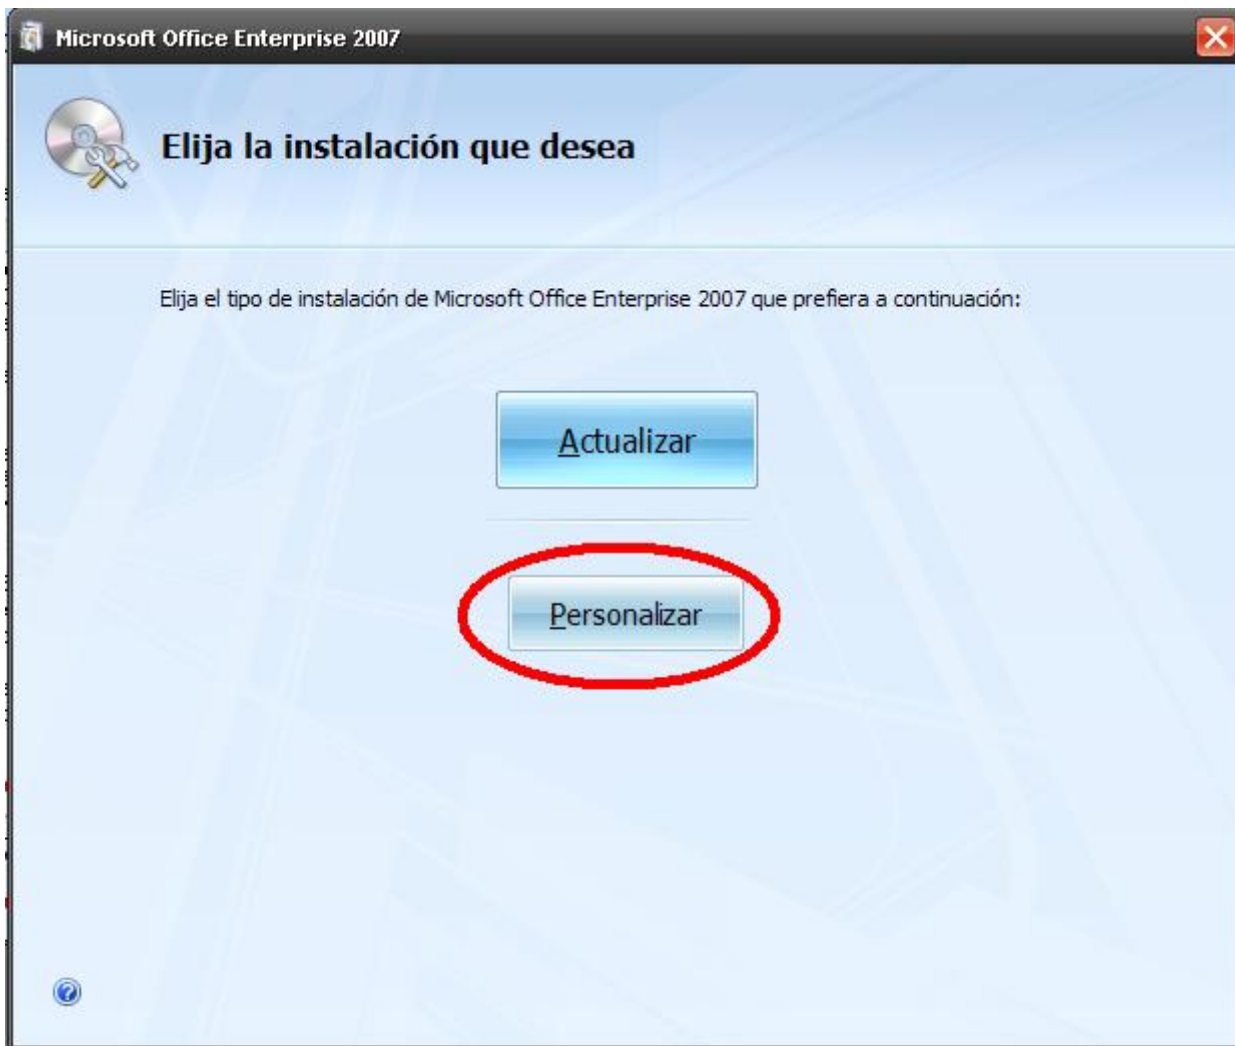 Microsoft Office Enterprise 2007
Elija la instalación que desea
Elija el tipo de instalación de Microsoft Office Enterprise 2007 que prefiera a continuación:
Actualizar
Personalizar